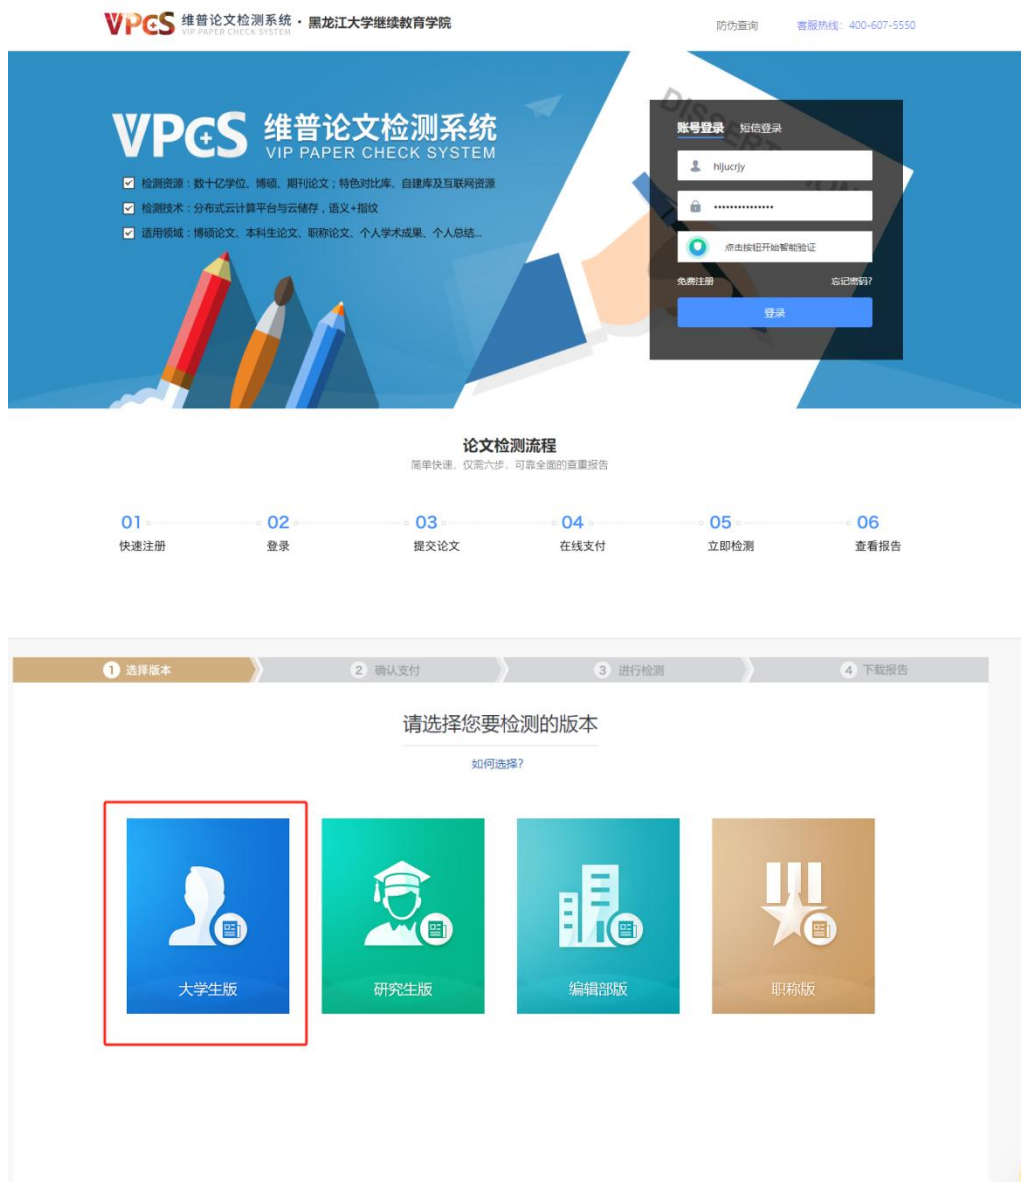 VPCS 维普论文检测系统 · 黑龙江大学继续教育学院
VIP PAPER CHECK SYSTEM
防伪查询 客服热线：400-607-5550
VPCS 维普论文检测系统
VIP PAPER CHECK SYSTEM
检测资源：数十亿学位、博硕、期刊论文；特色对比库、自建库及互联网资源
检测技术：分布式云计算平台与云储存，语义+指纹
适用领域：博硕论文、本科生论文、职称论文、个人学术成果、个人总结...
DISSERTATION
账号登录 短信登录
hljucrjy
•••••••••••••••
点击按钮开始智能验证
免费注册 忘记密码?
登录
论文检测流程
简单快速，仅需六步，可靠全面的查重报告
01 02 03 04 05 06
快速注册 登录 提交论文 在线支付 立即检测 查看报告
1 选择版本 2 确认支付 3 进行检测 4 下载报告
请选择您要检测的版本
如何选择?
大学生版 研究生版 编辑部版 职称版